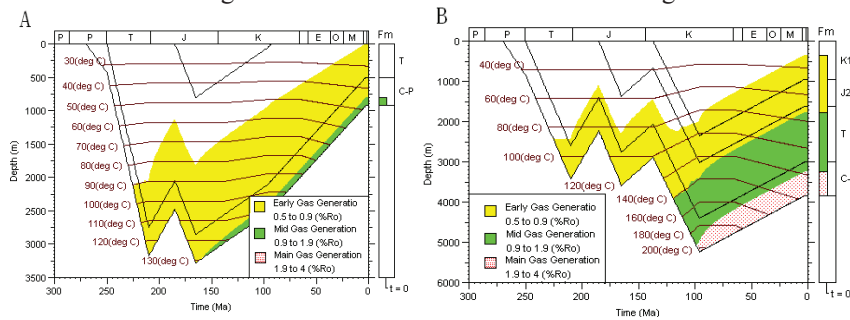 A
P P T J K E O M Fm
0
500
1000
1500
2000
2500
3000
3500
Depth (m)
30(deg C)
40(deg C)
50(deg C)
60(deg C)
70(deg C)
80(deg C)
90(deg C)
100(deg C)
110(deg C)
120(deg C)
130(deg C)
Early Gas Generatio
0.5 to 0.9 (%Ro)
Mid Gas Generation
0.9 to 1.9 (%Ro)
Main Gas Generation
1.9 to 4 (%Ro)
T
C-P
300 250 200 150 100 50 0
t = 0
Time (Ma)
B
P P T J K E O M Fm
0
1000
2000
3000
4000
5000
6000
Depth (m)
40(deg C)
60(deg C)
80(deg C)
100(deg C)
120(deg C)
140(deg C)
160(deg C)
180(deg C)
200(deg C)
Early Gas Generatio
0.5 to 0.9 (%Ro)
Mid Gas Generation
0.9 to 1.9 (%Ro)
Main Gas Generation
1.9 to 4 (%Ro)
K1
J2
T
C-
300 250 200 150 100 50 0
t = 0
Time (Ma)